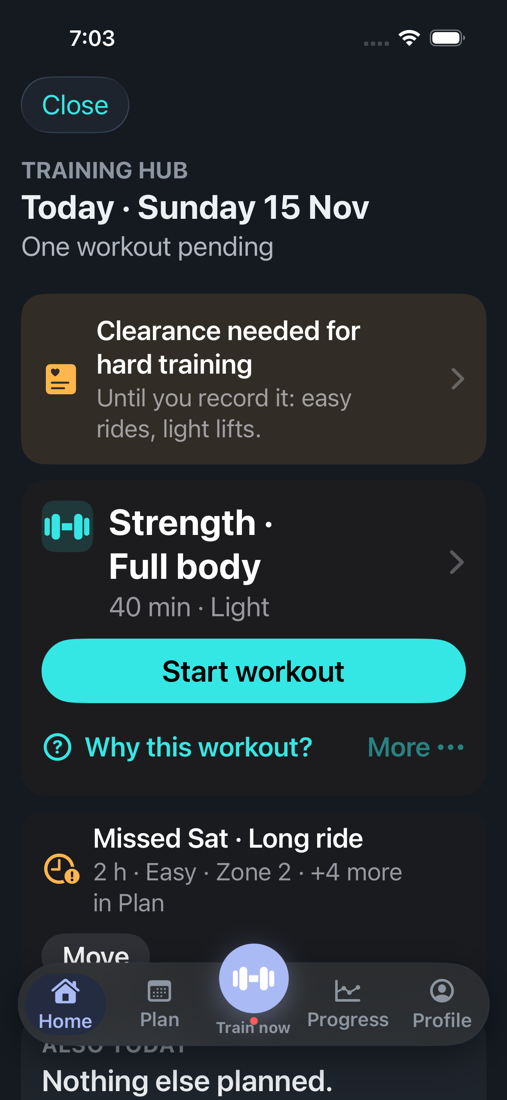 7:03
Close
TRAINING HUB
Today · Sunday 15 Nov
One workout pending
Clearance needed for
hard training
Until you record it: easy
rides, light lifts.
Strength ·
Full body
40 min · Light
Start workout
Why this workout?
More ···
Missed Sat · Long ride
2 h · Easy · Zone 2 · +4 more
in Plan
Move
Home
Plan
Train now
Progress
Profile
ALSO TODAY
Nothing else planned.